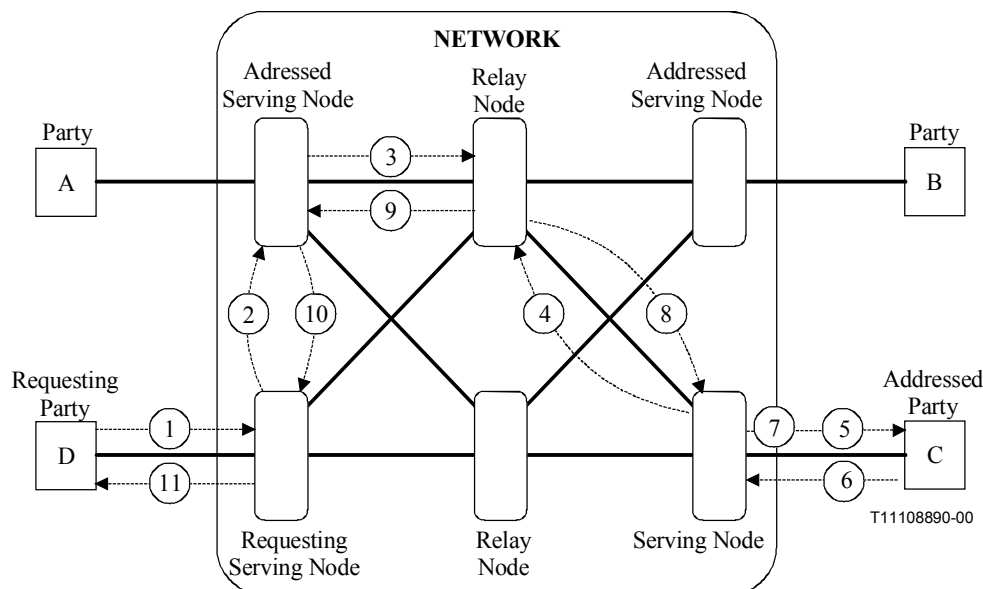 NETWORK
Adressed
Serving Node
Relay
Node
Addressed
Serving Node
Party
A
3
9
Party
B
2
10
4
8
Requesting
Party
D
1
11
7
5
6
Addressed
Party
C
T11108890-00
Requesting
Serving Node
Relay
Node
Serving Node